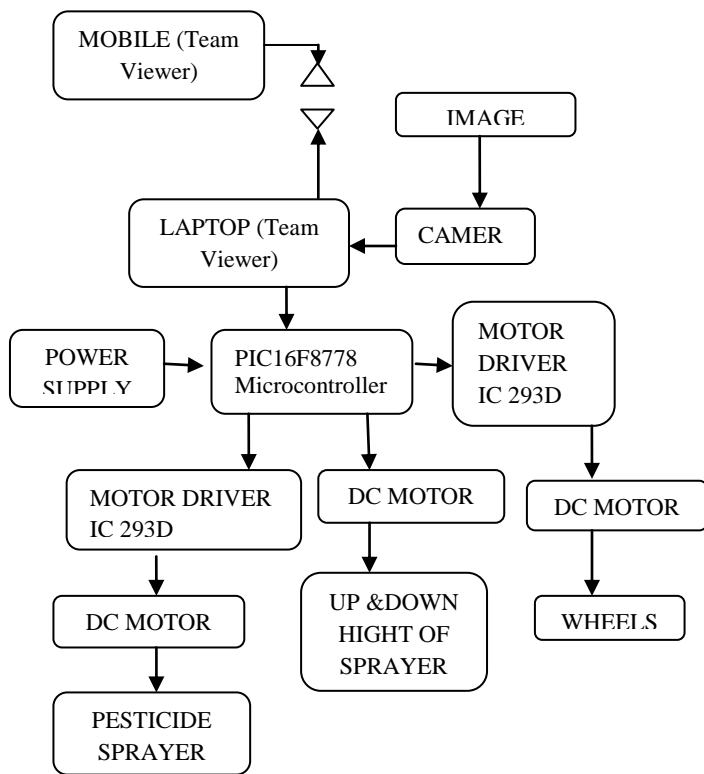 MOBILE (Team
Viewer)
IMAGE
LAPTOP (Team
Viewer)
CAMER
POWER
SUPPLY
PIC16F8778
Microcontroller
MOTOR
DRIVER
IC 293D
MOTOR DRIVER
IC 293D
DC MOTOR
DC MOTOR
DC MOTOR
UP &DOWN
HIGHT OF
SPRAYER
WHEELS
PESTICIDE
SPRAYER